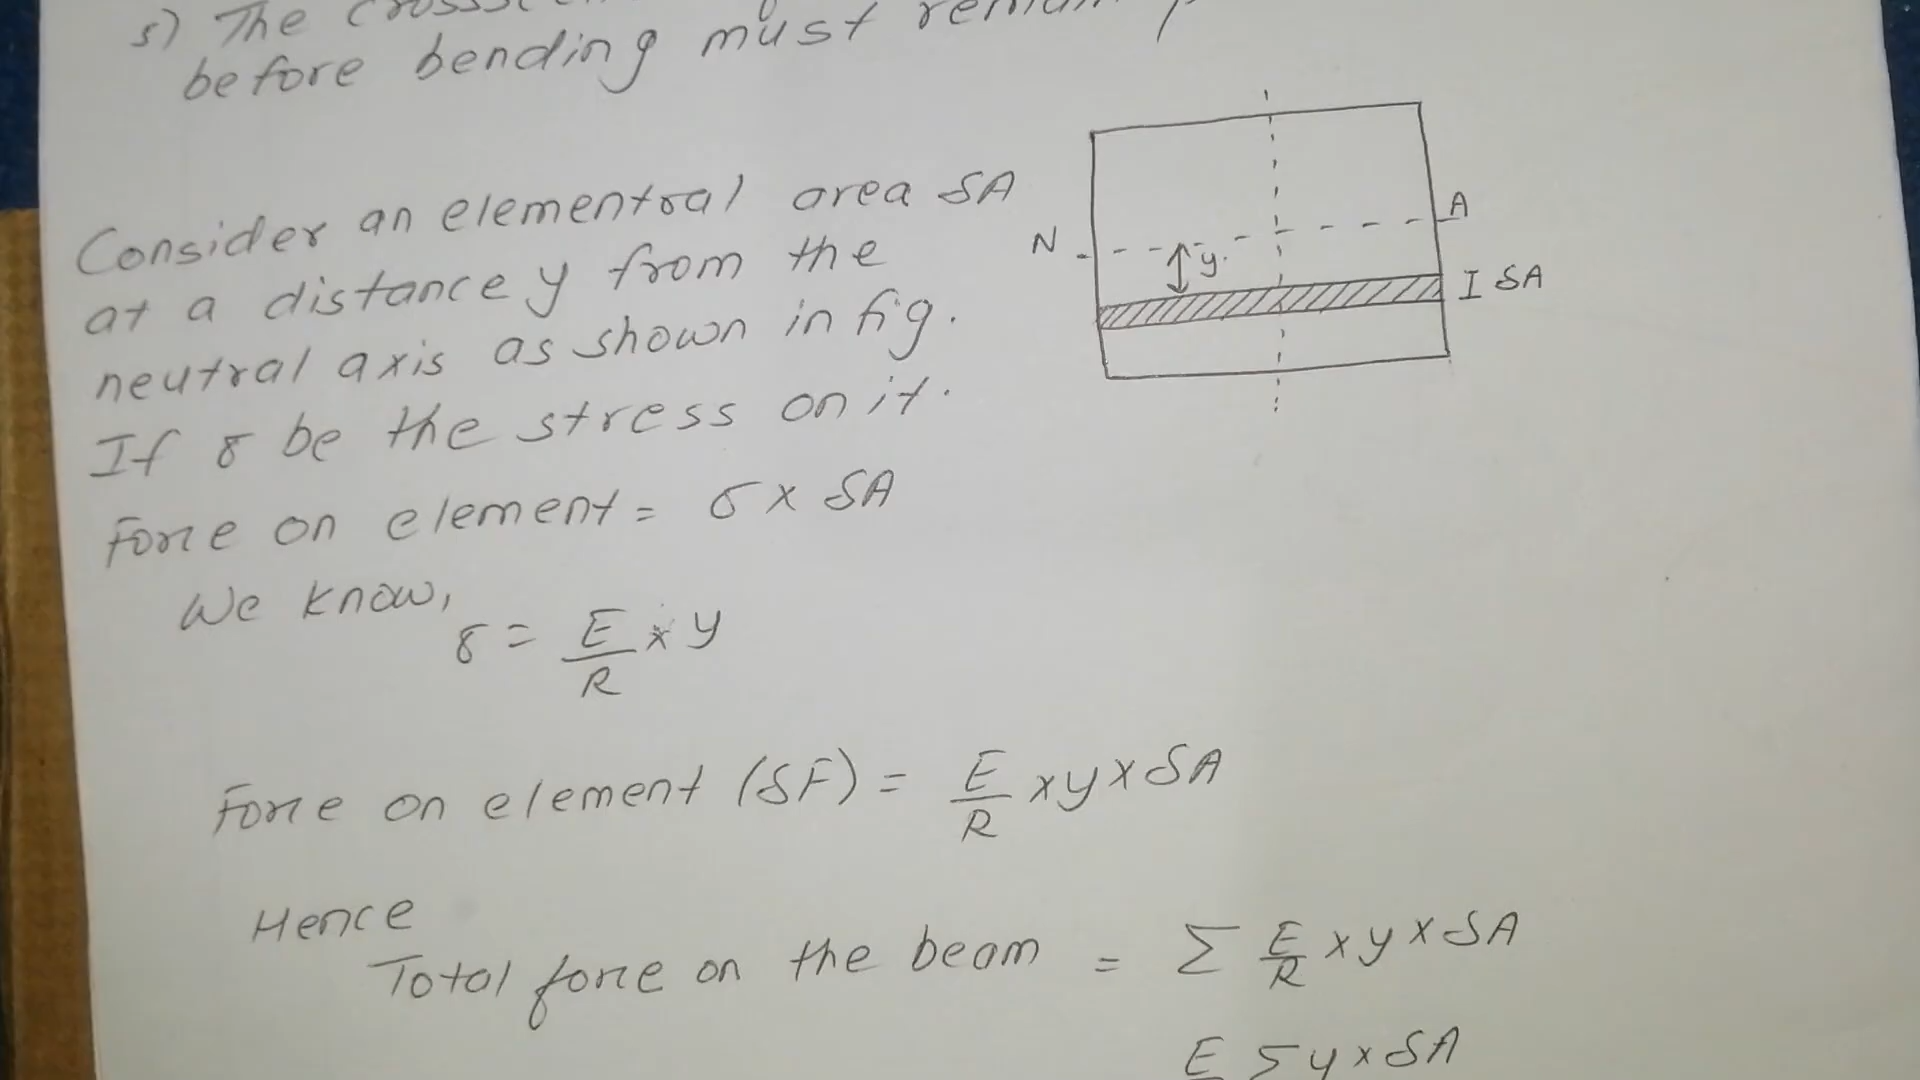 5) The
before bending must
Consider an elementral area δA
at a distance y from the
neutral axis as shown in fig.
If σ be the stress on it.
Force on element = σ × δA
We know,
σ = E/R × y
Force on element (δF) = E/R × y × δA
Hence
Total force on the beam = Σ E/R × y × δA
E Σ y × δA
N
A
y
I δA